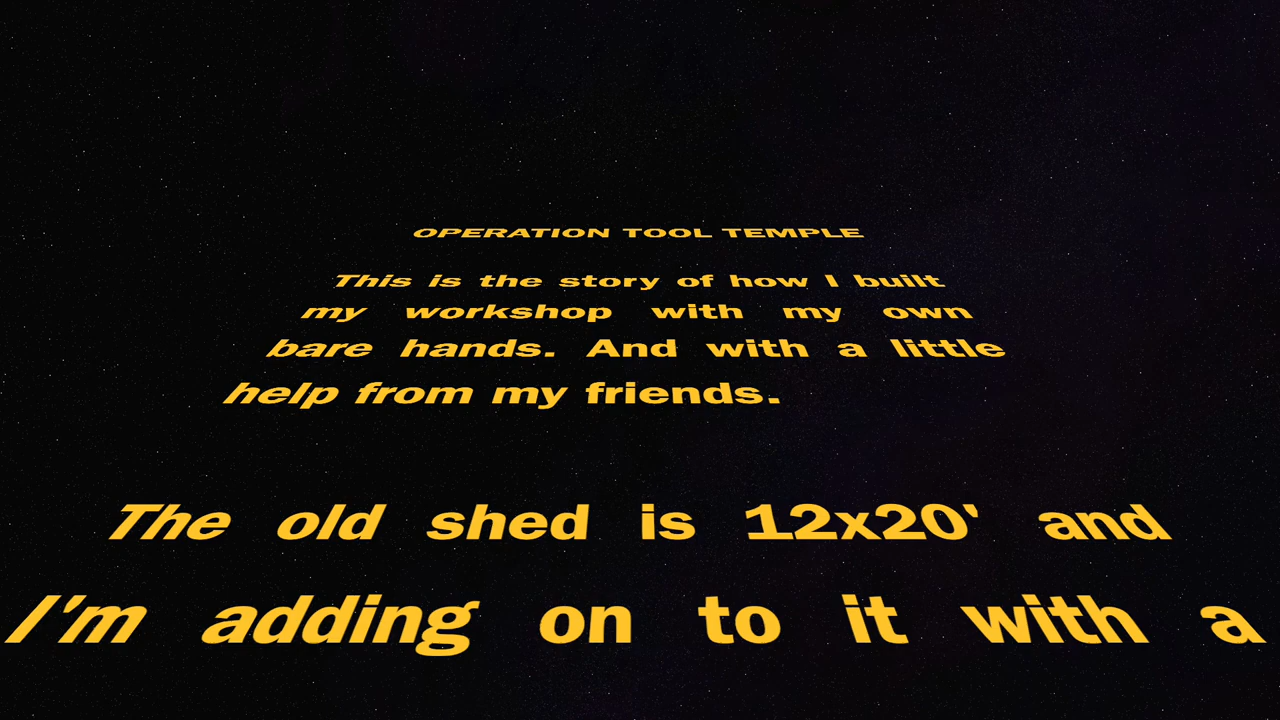 OPERATION TOOL TEMPLE
This is the story of how I built
my workshop with my own
bare hands. And with a little
help from my friends.
The old shed is 12x20' and
I'm adding on to it with a